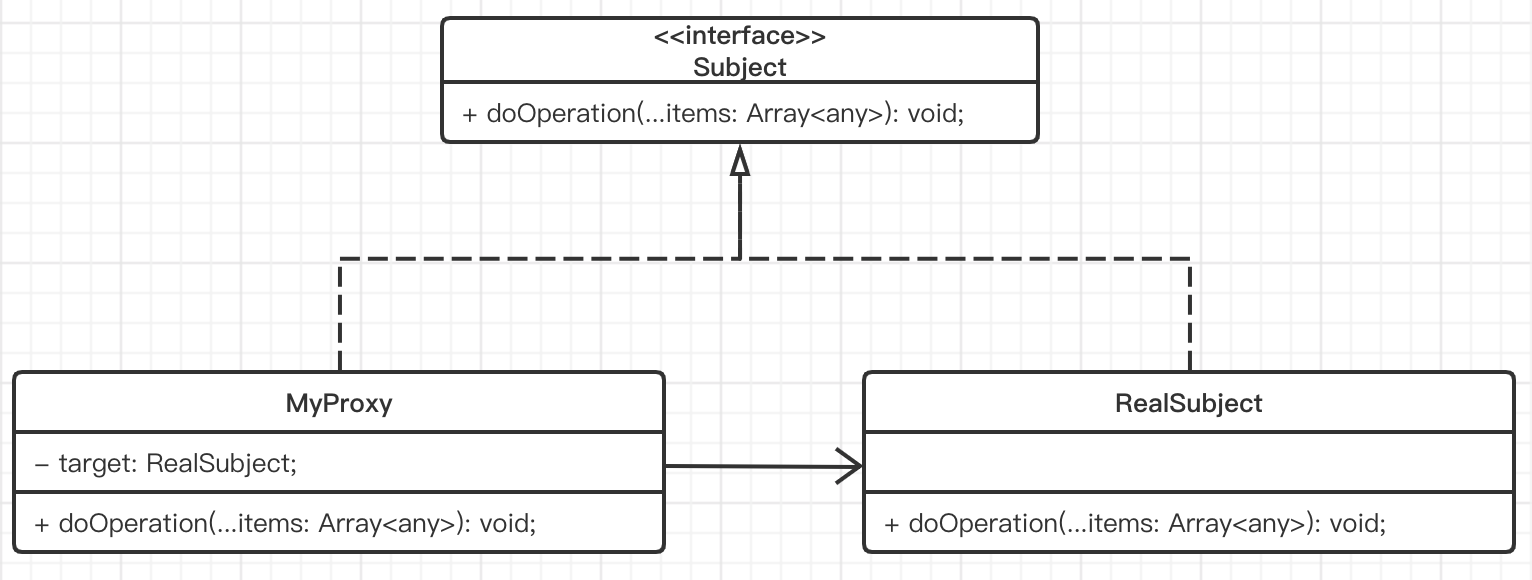 <<interface>>
Subject
+ doOperation(...items: Array<any>): void;
MyProxy
– target: RealSubject;
+ doOperation(...items: Array<any>): void;
RealSubject
+ doOperation(...items: Array<any>): void;